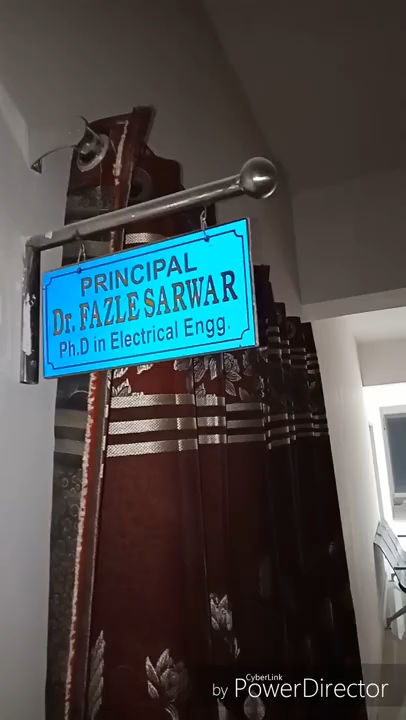 PRINCIPAL
Dr. FAZLE SARWAR
Ph.D in Electrical Engg.
CyberLink
by PowerDirector